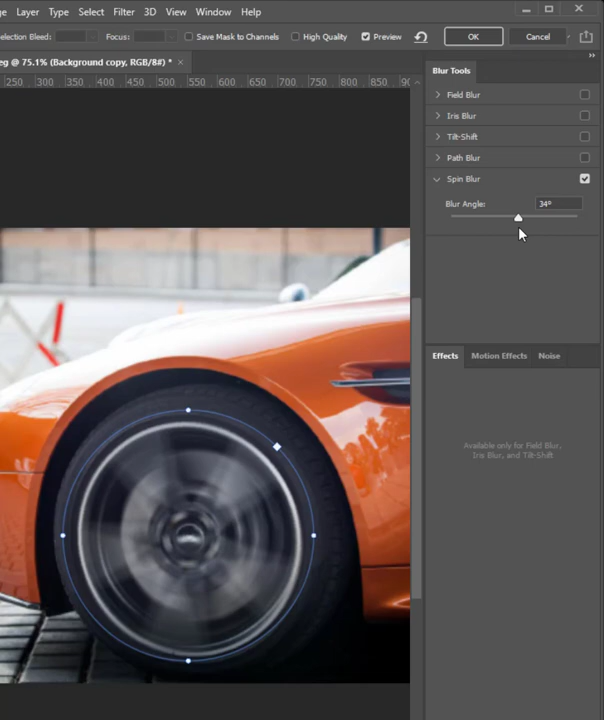 ge Layer Type Select Filter 3D View Window Help
election Bleed: Focus: Save Mask to Channels High Quality Preview OK Cancel
eg @ 75.1% (Background copy, RGB/8#) * ×
250 300 350 400 450 500 550 600 650 700 750 800 850 90
Blur Tools
Field Blur
Iris Blur
Tilt-Shift
Path Blur
Spin Blur
Blur Angle: 34°
Effects Motion Effects Noise
Available only for Field Blur,
Iris Blur, and Tilt-Shift